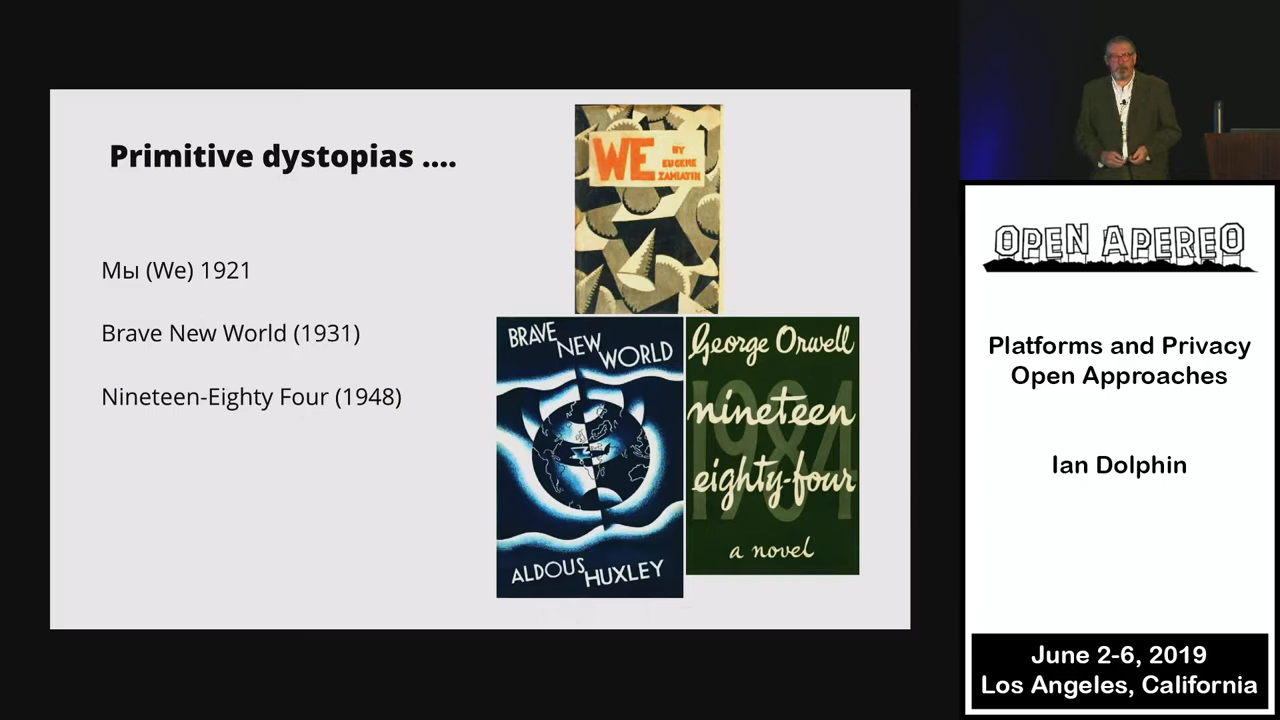 Primitive dystopias ....
Мы (We) 1921
Brave New World (1931)
Nineteen-Eighty Four (1948)
WE
BY
EUGENE
ZAMIATIN
BRAVE
NEW
WORLD
ALDOUS
HUXLEY
George Orwell
1984
nineteen
eighty-four
a novel
OPEN APEREO
Platforms and Privacy
Open Approaches
Ian Dolphin
June 2-6, 2019
Los Angeles, California